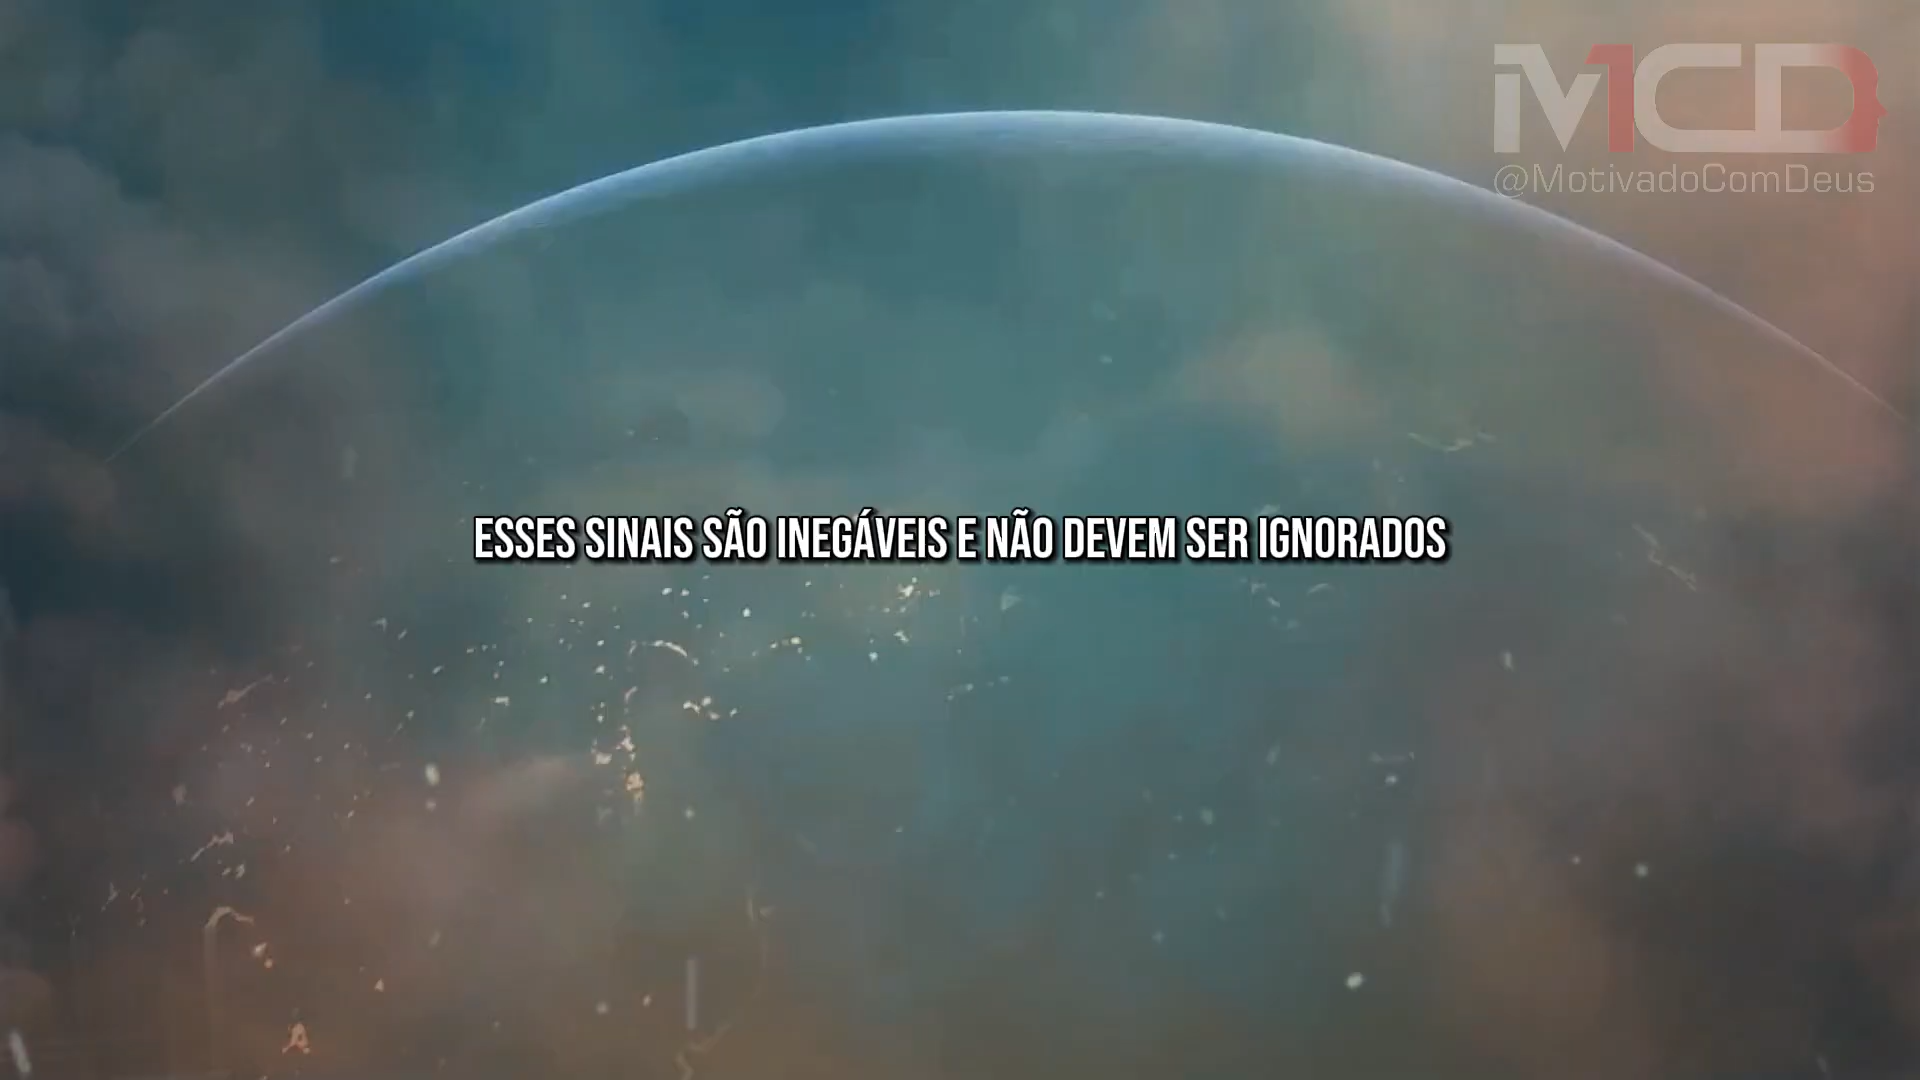 MCD
@MotivadoComDeus
ESSES SINAIS SÃO INEGÁVEIS E NÃO DEVEM SER IGNORADOS